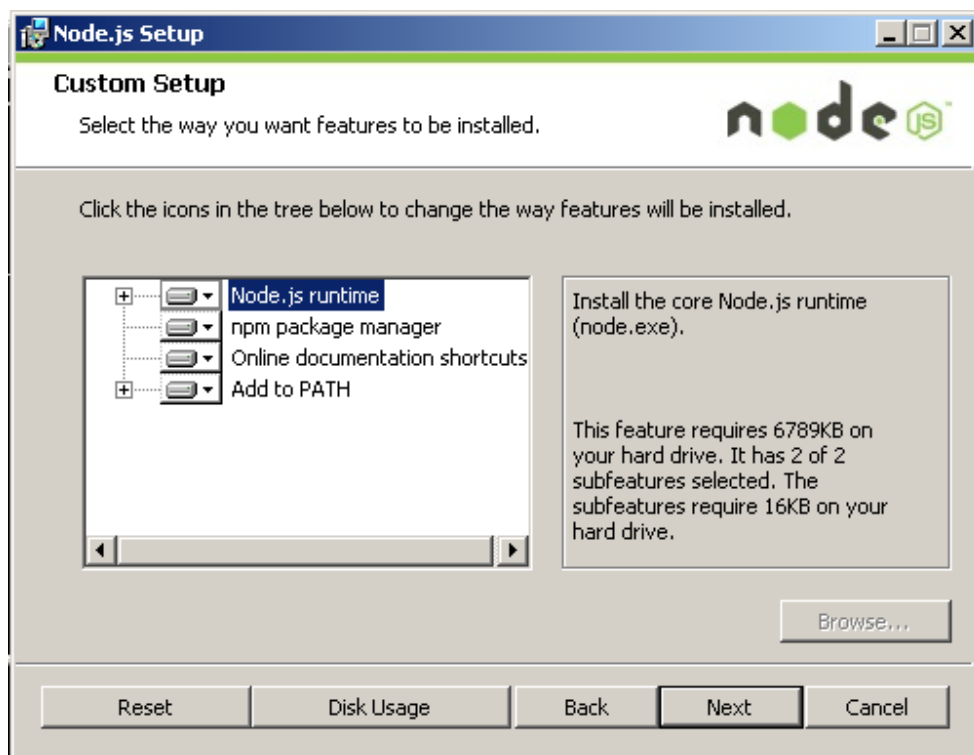 Node.js Setup
Custom Setup
Select the way you want features to be installed.
node JS
Click the icons in the tree below to change the way features will be installed.
Node.js runtime
npm package manager
Online documentation shortcuts
Add to PATH
Install the core Node.js runtime
(node.exe).
This feature requires 6789KB on
your hard drive. It has 2 of 2
subfeatures selected. The
subfeatures require 16KB on your
hard drive.
Browse...
Reset
Disk Usage
Back
Next
Cancel